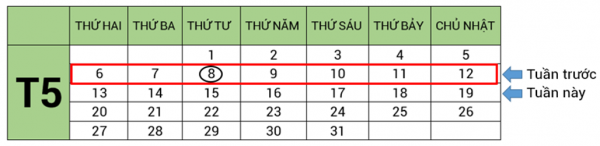 THỨ HAI THỨ BA THỨ TƯ THỨ NĂM THỨ SÁU THỨ BẢY CHỦ NHẬT
1 2 3 4 5
6 7 8 9 10 11 12 Tuần trước
T5
13 14 15 16 17 18 19 Tuần này
20 21 22 23 24 25 26
27 28 29 30 31